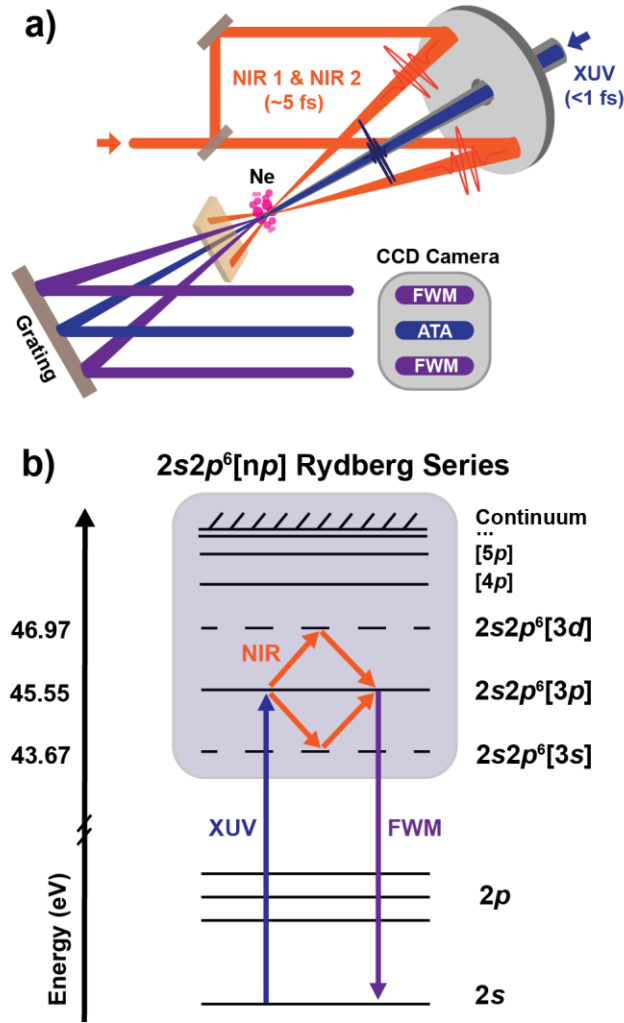 a)
NIR 1 & NIR 2
(~5 fs)
XUV
(<1 fs)
Ne
CCD Camera
FWM
ATA
FWM
Grating
b)
2s2p⁶[np] Rydberg Series
Continuum
...
[5p]
[4p]
46.97
2s2p⁶[3d]
NIR
45.55
2s2p⁶[3p]
43.67
2s2p⁶[3s]
XUV
FWM
Energy (eV)
2p
2s